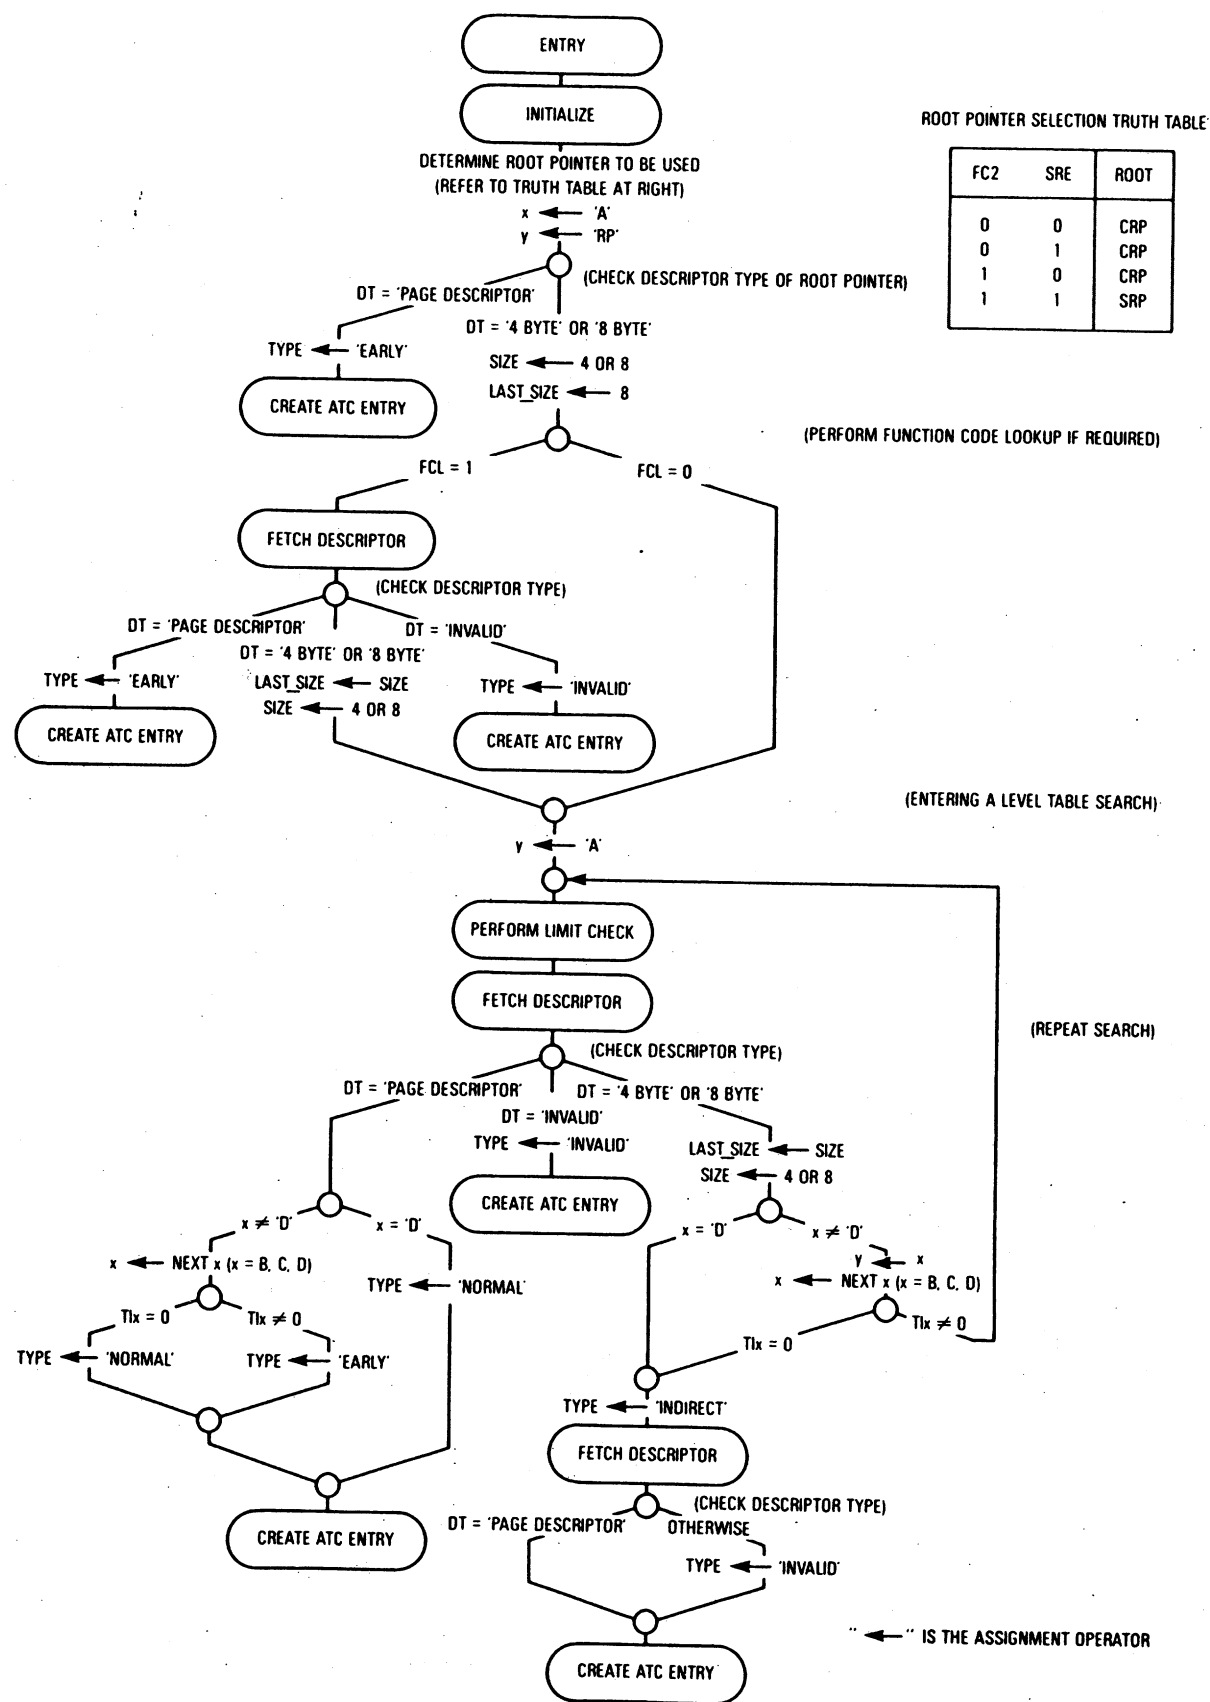 ENTRY
INITIALIZE
DETERMINE ROOT POINTER TO BE USED
(REFER TO TRUTH TABLE AT RIGHT)
x ← 'A'
y ← 'RP'
ROOT POINTER SELECTION TRUTH TABLE
FC2 SRE ROOT
0 0 CRP
0 1 CRP
1 0 CRP
1 1 SRP
(CHECK DESCRIPTOR TYPE OF ROOT POINTER)
DT = 'PAGE DESCRIPTOR'
DT = '4 BYTE' OR '8 BYTE'
TYPE ← 'EARLY'
SIZE ← 4 OR 8
LAST_SIZE ← 8
CREATE ATC ENTRY
(PERFORM FUNCTION CODE LOOKUP IF REQUIRED)
FCL = 1
FCL = 0
FETCH DESCRIPTOR
(CHECK DESCRIPTOR TYPE)
DT = 'PAGE DESCRIPTOR'
DT = 'INVALID'
DT = '4 BYTE' OR '8 BYTE'
TYPE ← 'EARLY'
LAST_SIZE ← SIZE
SIZE ← 4 OR 8
TYPE ← 'INVALID'
CREATE ATC ENTRY
CREATE ATC ENTRY
(ENTERING A LEVEL TABLE SEARCH)
y ← 'A'
PERFORM LIMIT CHECK
FETCH DESCRIPTOR
(REPEAT SEARCH)
(CHECK DESCRIPTOR TYPE)
DT = 'PAGE DESCRIPTOR'
DT = '4 BYTE' OR '8 BYTE'
DT = 'INVALID'
TYPE ← 'INVALID'
LAST_SIZE ← SIZE
SIZE ← 4 OR 8
CREATE ATC ENTRY
x ≠ 'D'
x = 'D'
x = 'D'
x ≠ 'D'
x ← NEXT x (x = B, C, D)
y ← x
x ← NEXT x (x = B, C, D)
TYPE ← 'NORMAL'
TIx = 0
TIx ≠ 0
TIx ≠ 0
TIx = 0
TYPE ← 'NORMAL'
TYPE ← 'EARLY'
TYPE ← 'INDIRECT'
FETCH DESCRIPTOR
(CHECK DESCRIPTOR TYPE)
DT = 'PAGE DESCRIPTOR'
OTHERWISE
CREATE ATC ENTRY
TYPE ← 'INVALID'
" ← " IS THE ASSIGNMENT OPERATOR
CREATE ATC ENTRY